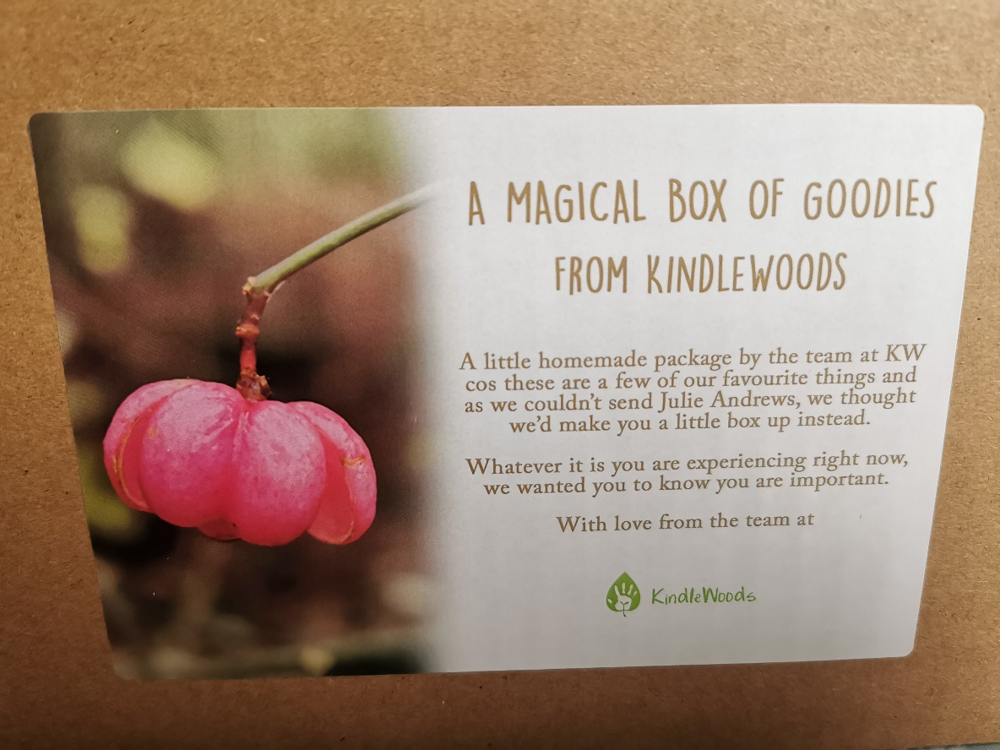 A MAGICAL BOX OF GOODIES
FROM KINDLEWOODS
A little homemade package by the team at KW
cos these are a few of our favourite things and
as we couldn't send Julie Andrews, we thought
we'd make you a little box up instead.
Whatever it is you are experiencing right now,
we wanted you to know you are important.
With love from the team at
KindleWoods